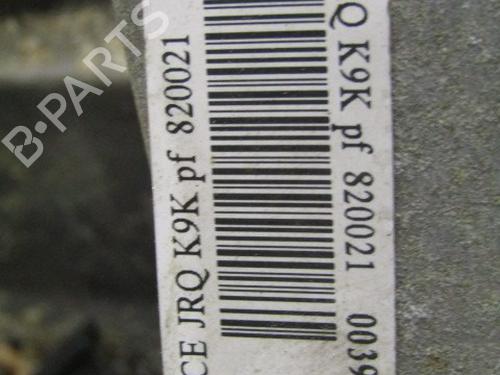 CE JRQ K9K pf 820021
Q K9K pf 820021 0039
B·PARTS